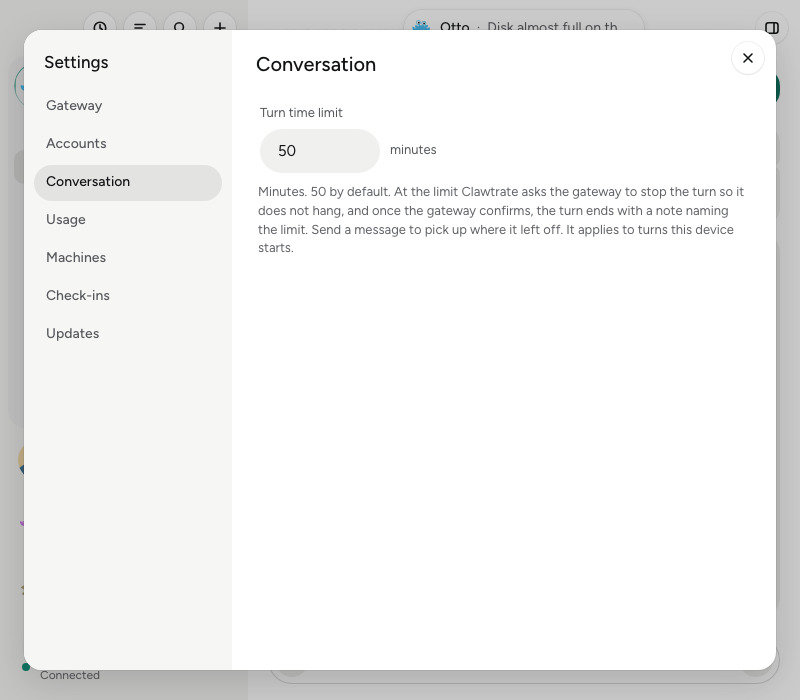 Otto · Disk almost full on th
Settings
Gateway
Accounts
Conversation
Usage
Machines
Check-ins
Updates
Conversation
Turn time limit
50 minutes
Minutes. 50 by default. At the limit Clawtrate asks the gateway to stop the turn so it
does not hang, and once the gateway confirms, the turn ends with a note naming
the limit. Send a message to pick up where it left off. It applies to turns this device
starts.
Connected